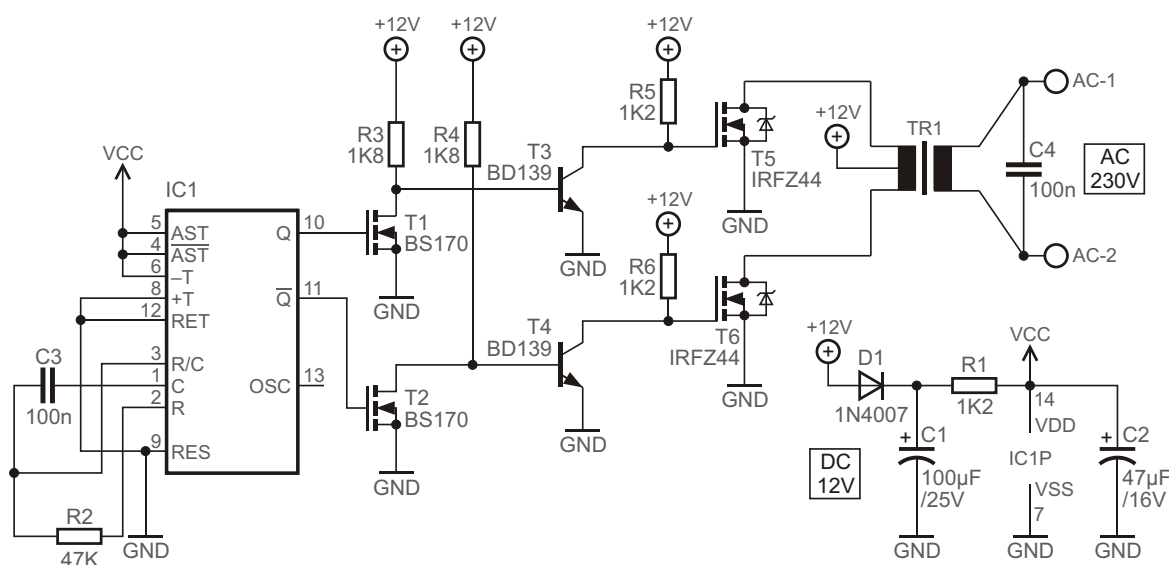 +12V
+12V
+12V
R3
1K8
R4
1K8
R5
1K2
T3
BD139
T5
IRFZ44
+12V
TR1
AC-1
AC-2
C4
100n
AC
230V
VCC
IC1
5
4
6
8
12
3
1
2
9
AST
AST
–T
+T
RET
R/C
C
R
RES
Q
10
Q
11
OSC
13
T1
BS170
GND
GND
GND
+12V
R6
1K2
T4
BD139
T6
IRFZ44
T2
BS170
GND
GND
GND
C3
100n
R2
47K
GND
+12V
D1
1N4007
R1
1K2
VCC
14
VDD
IC1P
VSS
7
C1
100µF
/25V
C2
47µF
/16V
+
+
DC
12V
GND
GND
GND